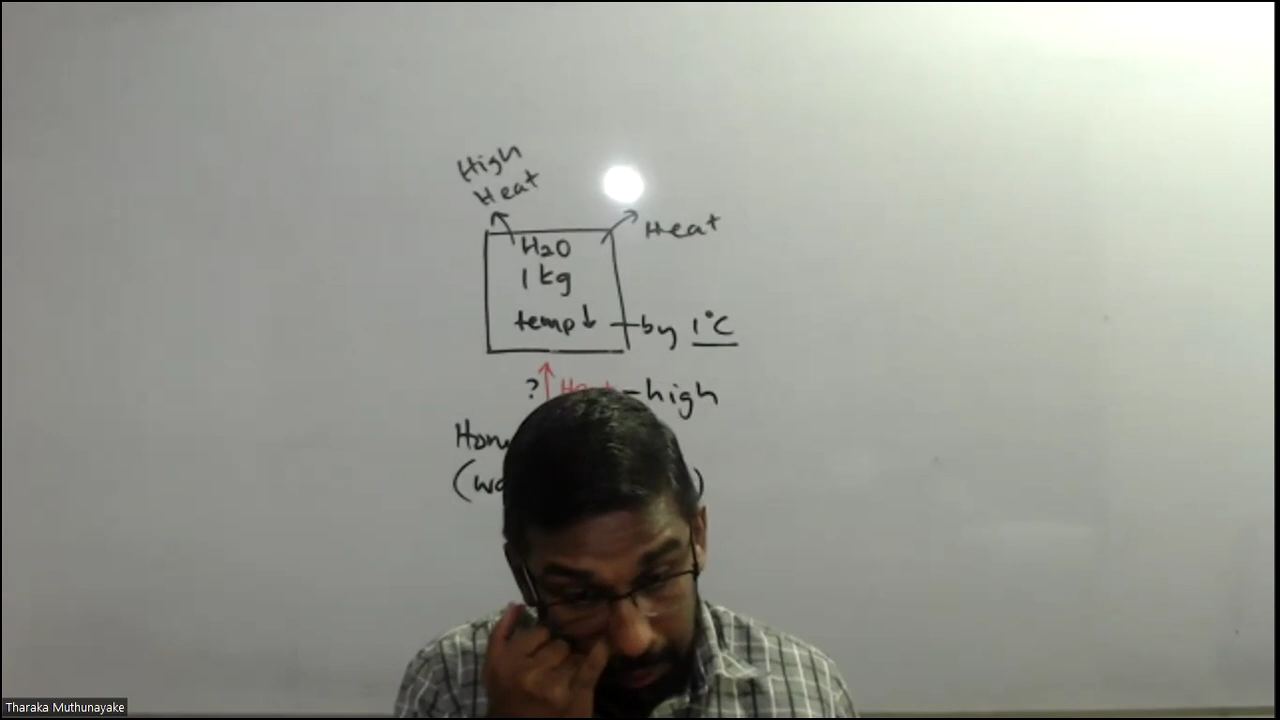 High
Heat
Heat
H₂O
1 kg
temp↓ by 1°C
? – high
Tharaka Muthunayake